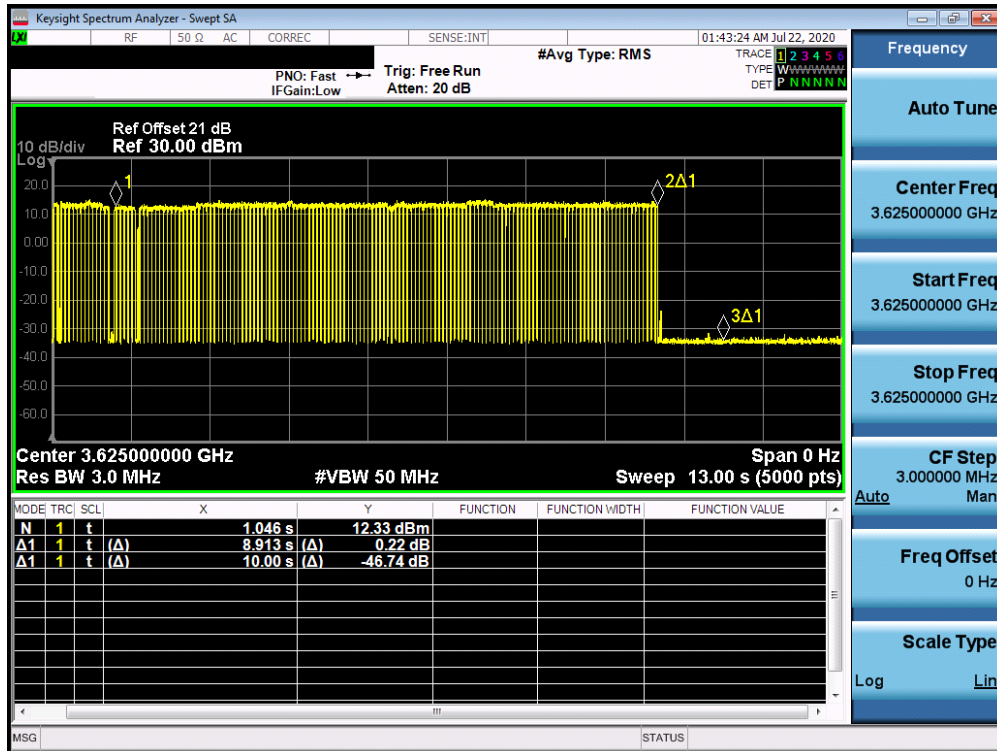 Keysight Spectrum Analyzer - Swept SA
LXI RF 50 Ω AC CORREC SENSE:INT 01:43:24 AM Jul 22, 2020
#Avg Type: RMS TRACE 1 2 3 4 5 6
PNO: Fast Trig: Free Run TYPE WWWWWWW
IFGain:Low Atten: 20 dB DET P N N N N N
Ref Offset 21 dB
10 dB/div Ref 30.00 dBm
Log
1
2Δ1
3Δ1
20.0
10.0
0.00
-10.0
-20.0
-30.0
-40.0
-50.0
-60.0
Center 3.625000000 GHz Span 0 Hz
Res BW 3.0 MHz #VBW 50 MHz Sweep 13.00 s (5000 pts)
MODE TRC SCL X Y FUNCTION FUNCTION WIDTH FUNCTION VALUE
N 1 t 1.046 s 12.33 dBm
Δ1 1 t (Δ) 8.913 s (Δ) 0.22 dB
Δ1 1 t (Δ) 10.00 s (Δ) -46.74 dB
MSG STATUS
Frequency
Auto Tune
Center Freq
3.625000000 GHz
Start Freq
3.625000000 GHz
Stop Freq
3.625000000 GHz
CF Step
3.000000 MHz
Auto Man
Freq Offset
0 Hz
Scale Type
Log Lin